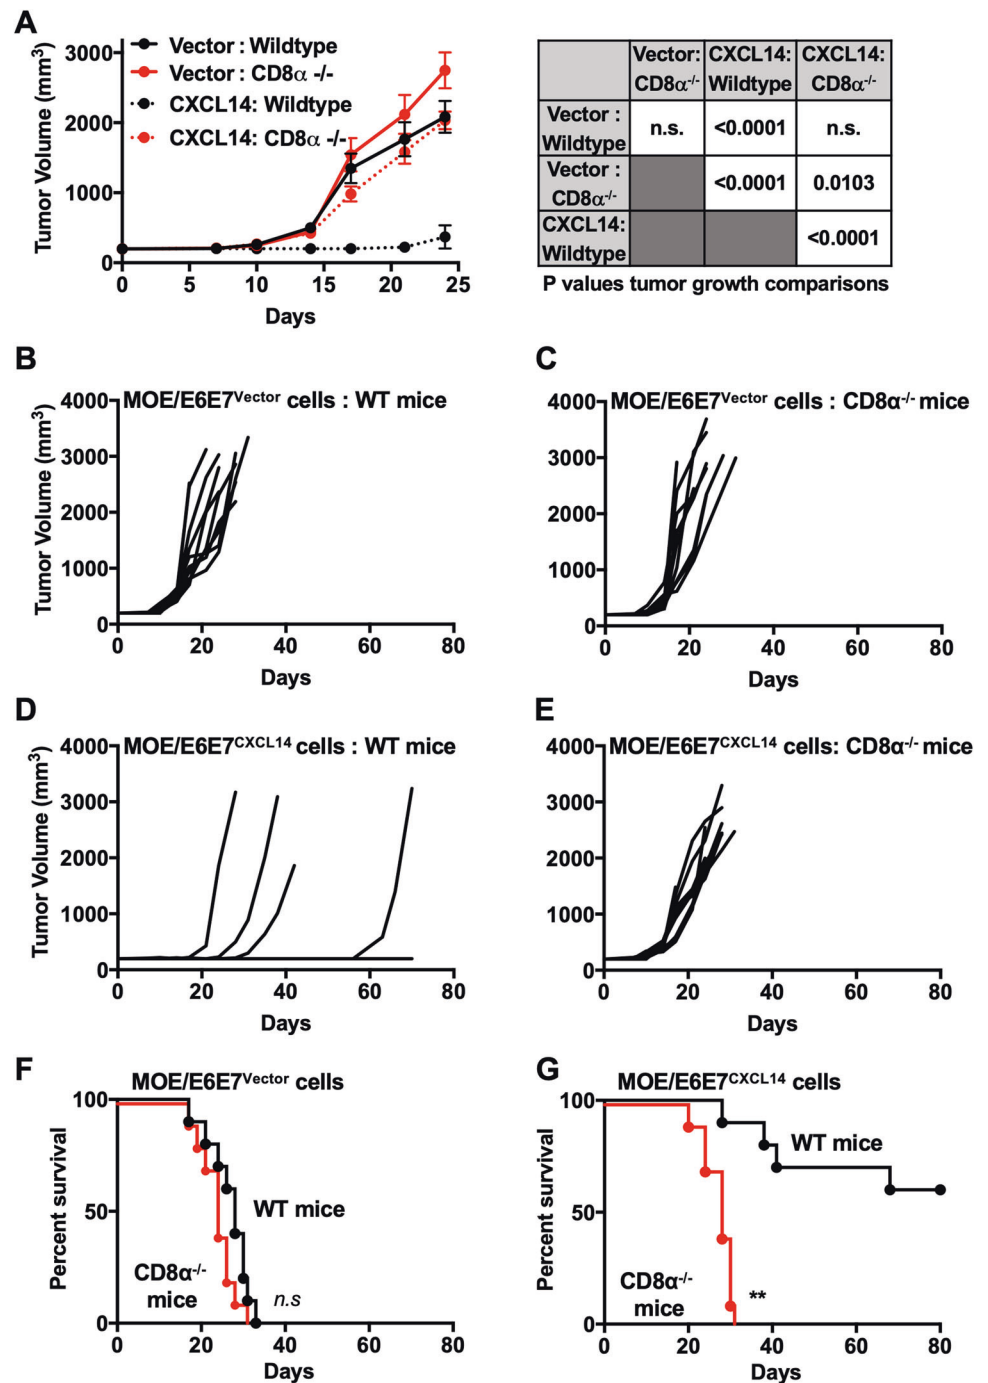 A
Tumor Volume (mm³)
3000
2000
1000
0
0 5 10 15 20 25
Days
Vector : Wildtype
Vector : CD8α -/-
CXCL14: Wildtype
CXCL14: CD8α -/-
Vector: CXCL14: CXCL14:
CD8α-/- Wildtype CD8α-/-
Vector :
Wildtype
n.s. <0.0001 n.s.
Vector :
CD8α-/-
<0.0001 0.0103
CXCL14:
Wildtype
<0.0001
P values tumor growth comparisons
B
MOE/E6E7Vector cells : WT mice
Tumor Volume (mm³)
4000
3000
2000
1000
0
0 20 40 60 80
Days
C
MOE/E6E7Vector cells : CD8α-/- mice
4000
3000
2000
1000
0
0 20 40 60 80
Days
D
MOE/E6E7CXCL14 cells : WT mice
Tumor Volume (mm³)
4000
3000
2000
1000
0
0 20 40 60 80
Days
E
MOE/E6E7CXCL14 cells: CD8α-/- mice
4000
3000
2000
1000
0
0 20 40 60 80
Days
F
MOE/E6E7Vector cells
Percent survival
100
50
0
WT mice
CD8α-/-
mice
n.s
0 20 40 60 80
Days
G
MOE/E6E7CXCL14 cells
Percent survival
100
50
0
WT mice
CD8α-/-
mice
**
0 20 40 60 80
Days